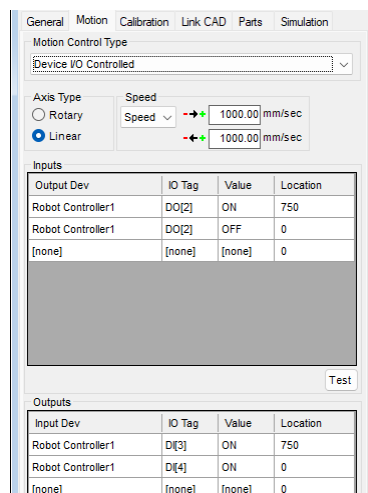 General Motion Calibration Link CAD Parts Simulation
Motion Control Type
Device I/O Controlled
Axis Type Speed
Rotary
Speed 1000.00 mm/sec
Linear
1000.00 mm/sec
Inputs
Output Dev IO Tag Value Location
Robot Controller1 DO[2] ON 750
Robot Controller1 DO[2] OFF 0
[none] [none] [none] 0
Test
Outputs
Input Dev IO Tag Value Location
Robot Controller1 DI[3] ON 750
Robot Controller1 DI[4] ON 0
[none] [none] [none] 0